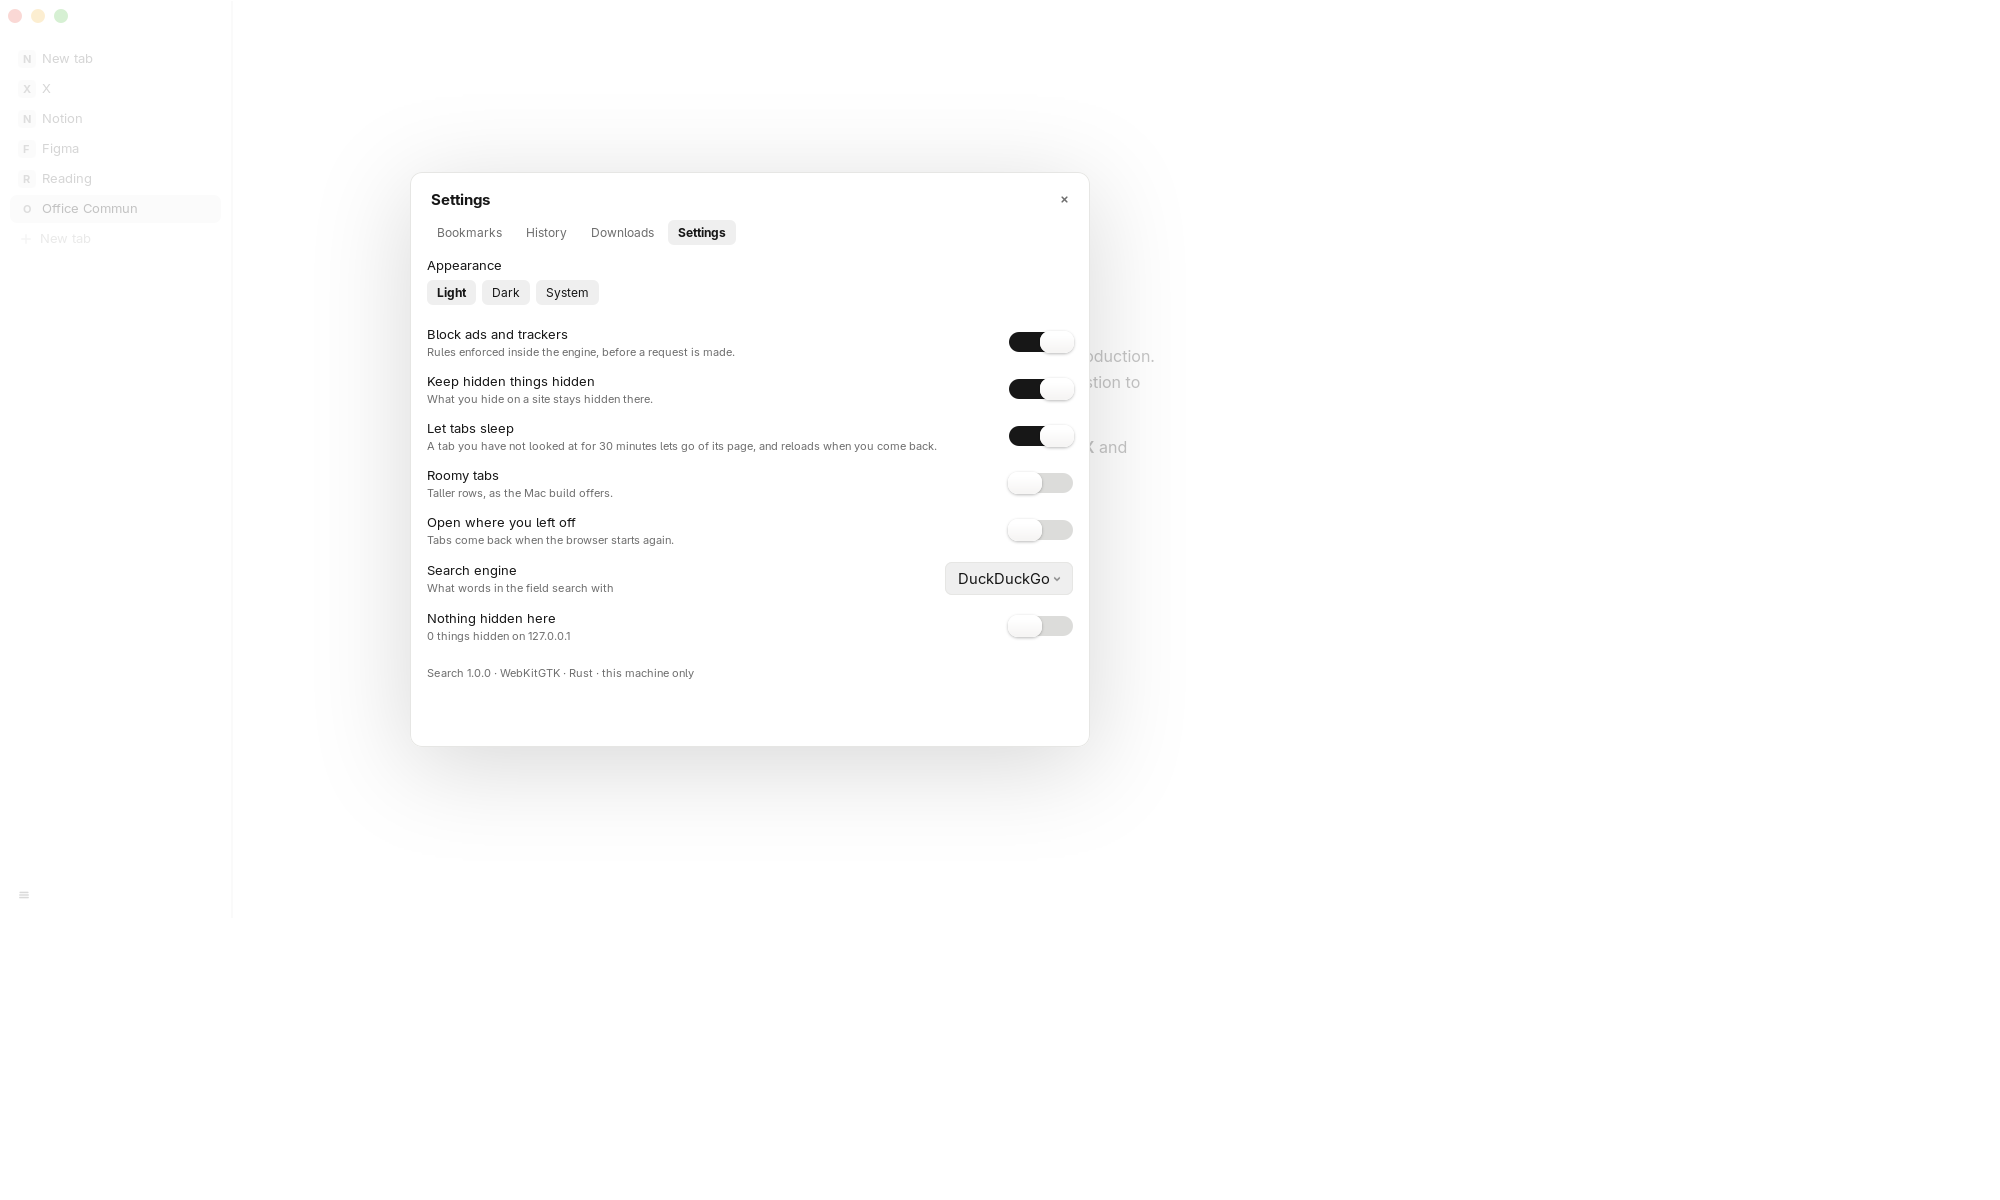 N New tab
X X
N Notion
F Figma
R Reading
O Office Commun
+ New tab
Settings
×
Bookmarks History Downloads Settings
Appearance
Light Dark System
Block ads and trackers
Rules enforced inside the engine, before a request is made.
oduction.
Keep hidden things hidden
What you hide on a site stays hidden there.
stion to
Let tabs sleep
A tab you have not looked at for 30 minutes lets go of its page, and reloads when you come back.
X and
Roomy tabs
Taller rows, as the Mac build offers.
Open where you left off
Tabs come back when the browser starts again.
Search engine
What words in the field search with
DuckDuckGo
Nothing hidden here
0 things hidden on 127.0.0.1
Search 1.0.0 · WebKitGTK · Rust · this machine only